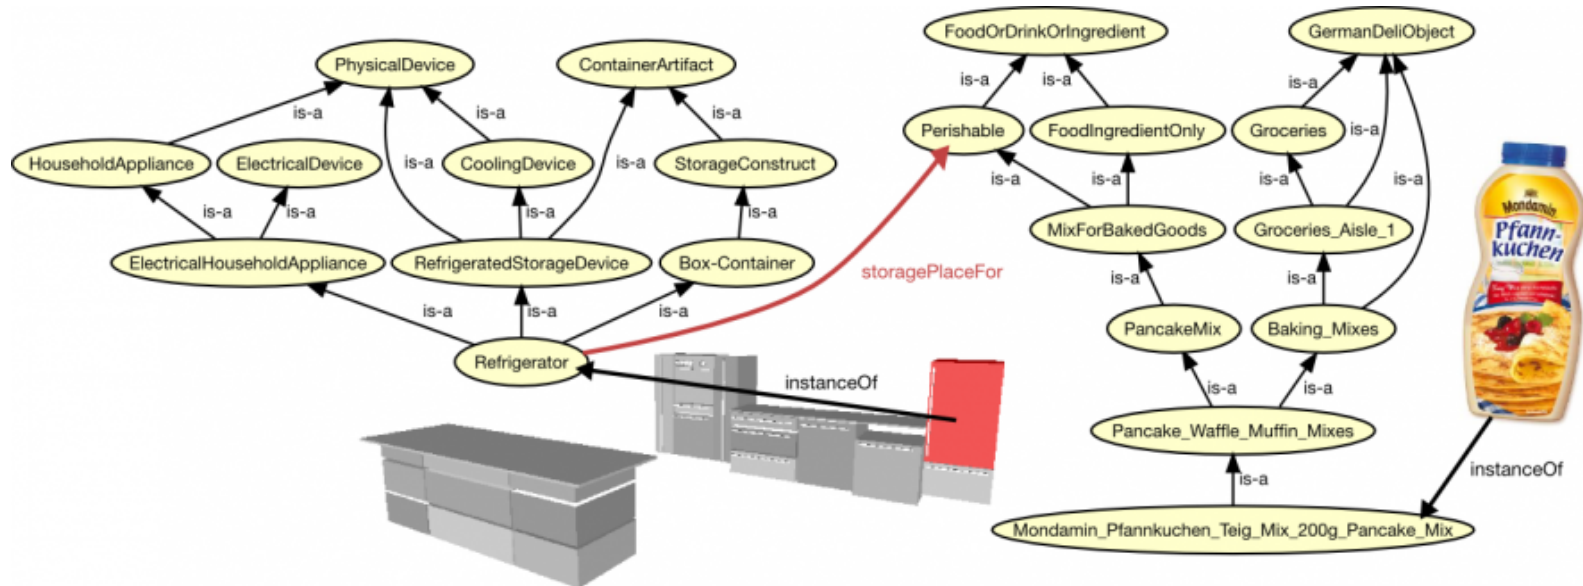 FoodOrDrinkOrIngredient
GermanDeliObject
PhysicalDevice
ContainerArtifact
is-a
is-a
is-a
is-a
is-a
is-a
is-a
Perishable
FoodIngredientOnly
Groceries
is-a
HouseholdAppliance
ElectricalDevice
is-a
CoolingDevice
is-a
StorageConstruct
is-a
is-a
is-a
is-a
is-a
is-a
is-a
is-a
Mondamin
Pfann-
kuchen
MixForBakedGoods
Groceries_Aisle_1
ElectricalHouseholdAppliance
RefrigeratedStorageDevice
Box-Container
storagePlaceFor
is-a
is-a
is-a
is-a
is-a
PancakeMix
Baking_Mixes
Refrigerator
instanceOf
is-a
is-a
Pancake_Waffle_Muffin_Mixes
instanceOf
is-a
Mondamin_Pfannkuchen_Teig_Mix_200g_Pancake_Mix